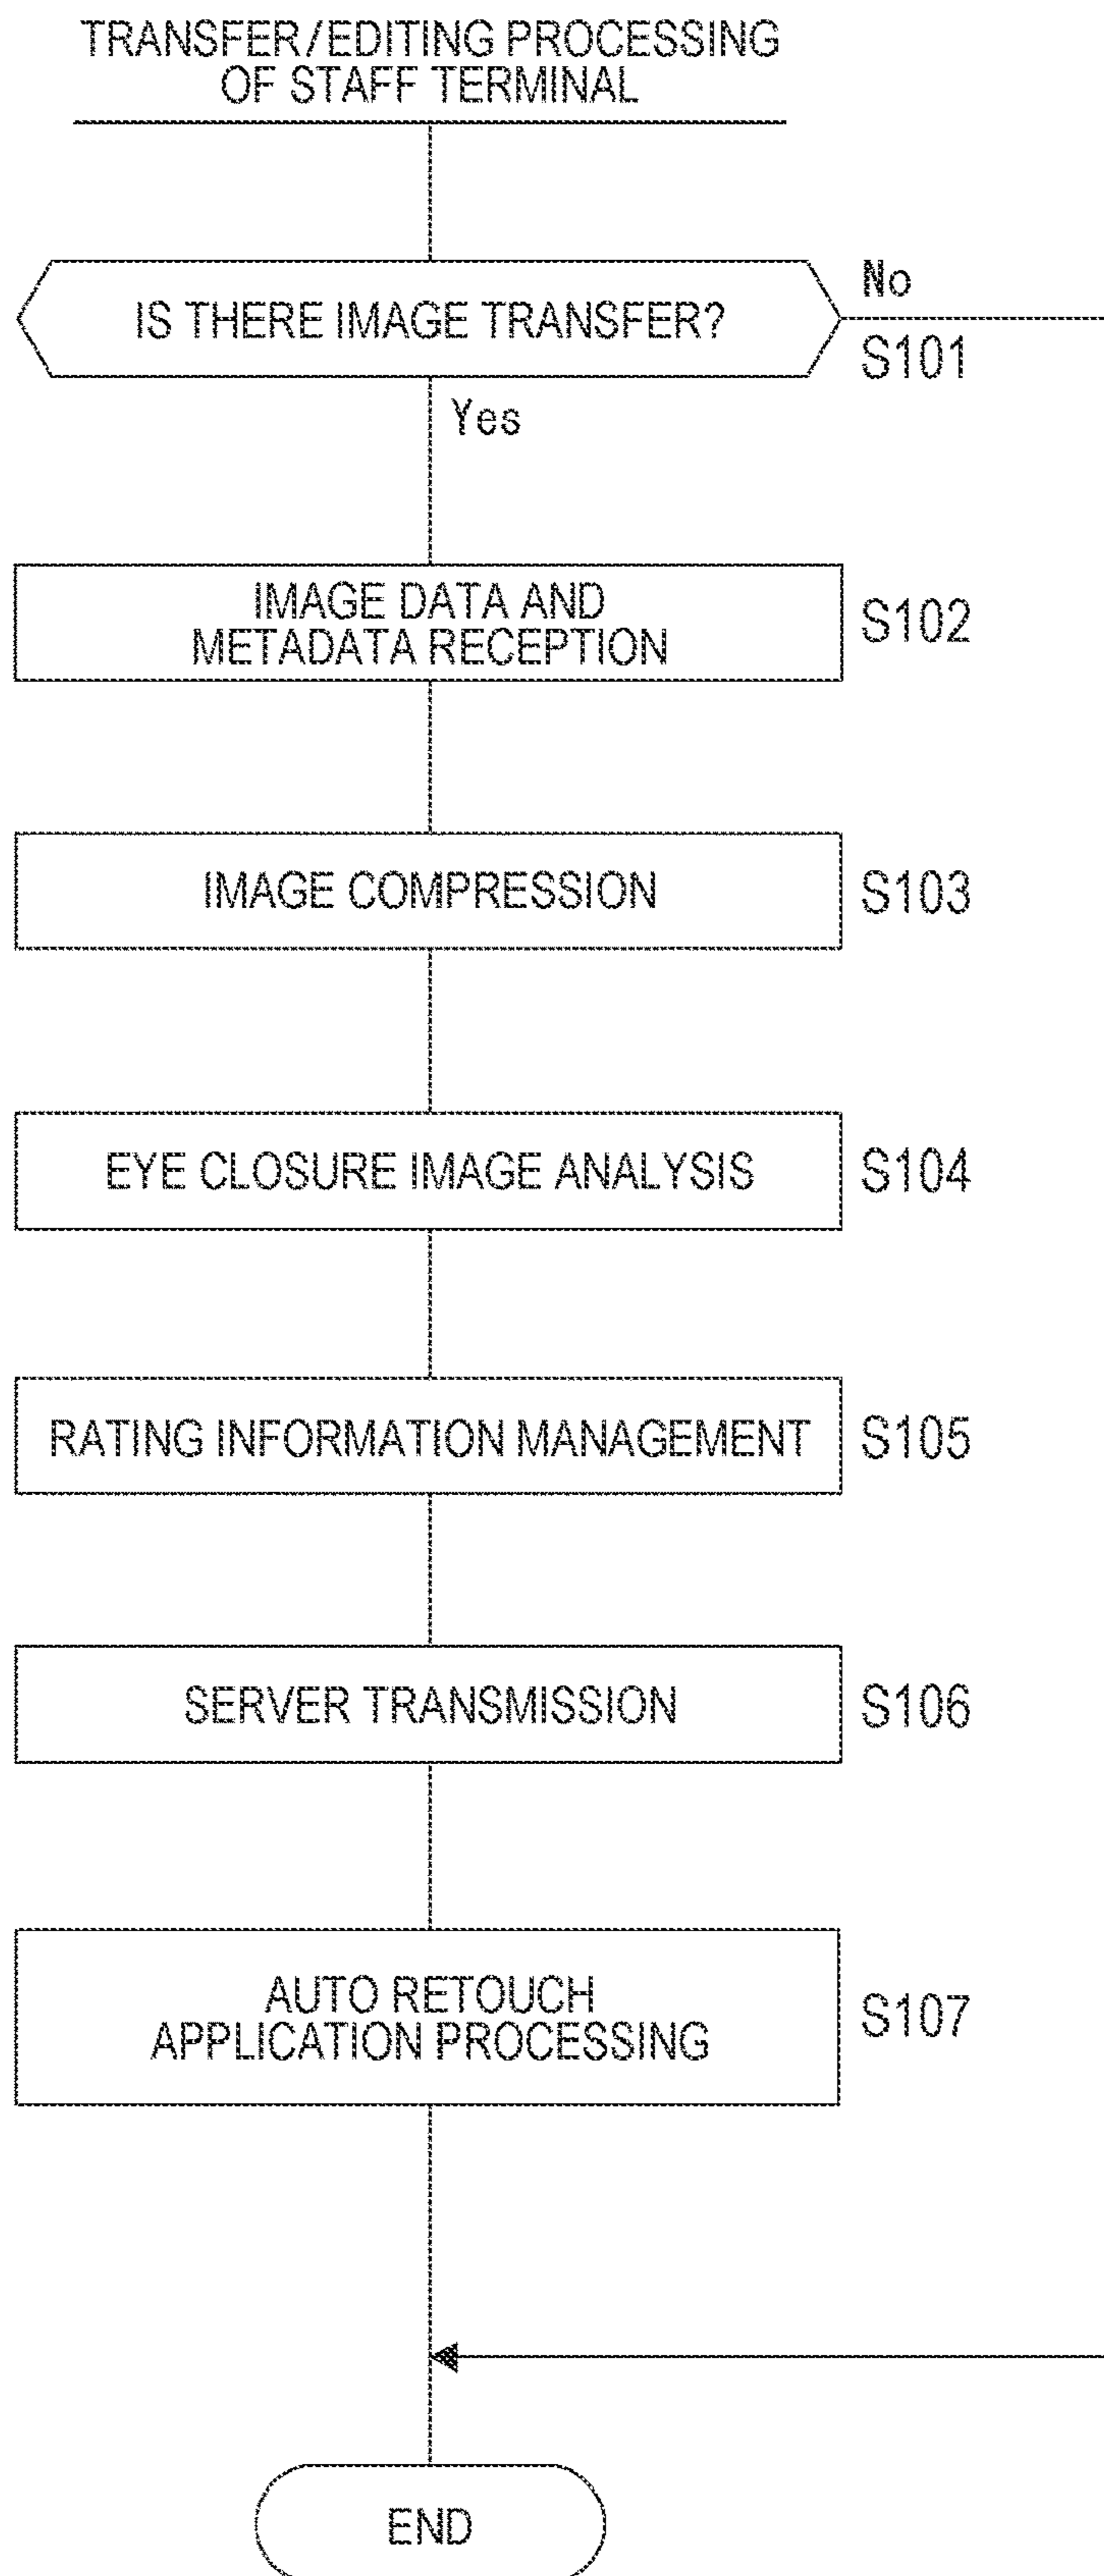 TRANSFER/EDITING PROCESSING
OF STAFF TERMINAL
IS THERE IMAGE TRANSFER?
No
S101
Yes
IMAGE DATA AND
METADATA RECEPTION
S102
IMAGE COMPRESSION
S103
EYE CLOSURE IMAGE ANALYSIS
S104
RATING INFORMATION MANAGEMENT
S105
SERVER TRANSMISSION
S106
AUTO RETOUCH
APPLICATION PROCESSING
S107
END